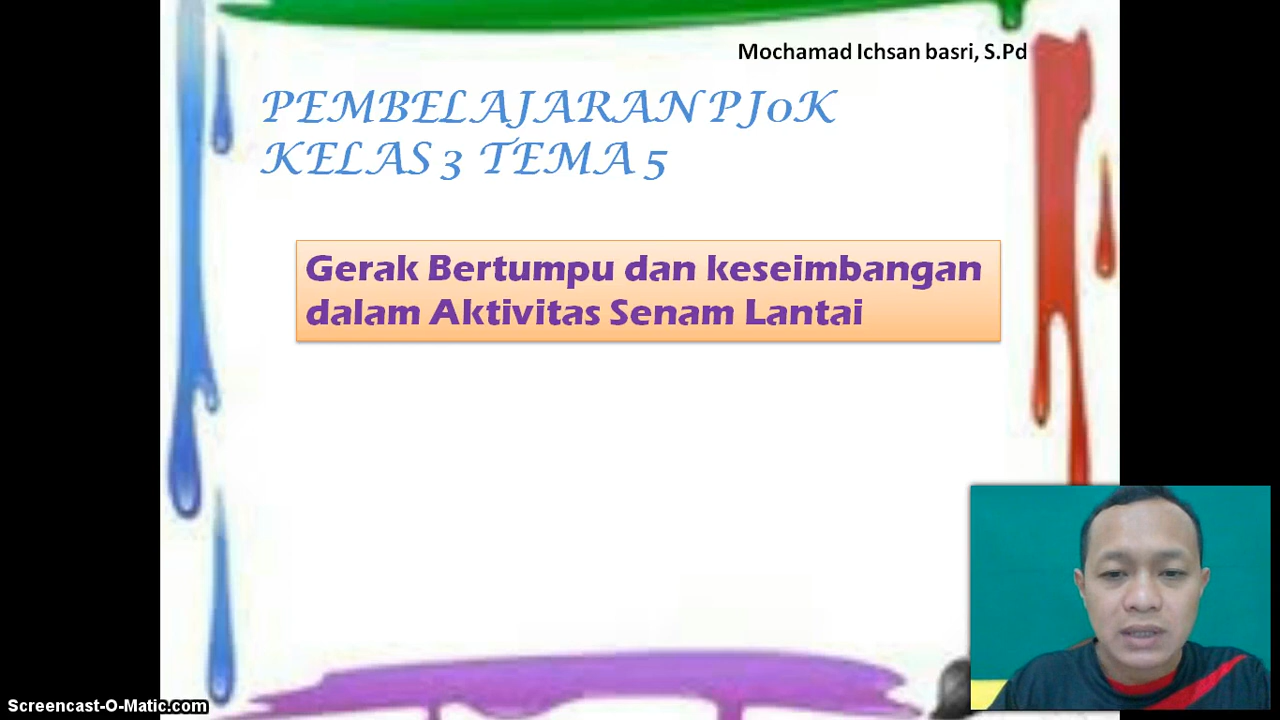 Mochamad Ichsan basri, S.Pd
PEMBELAJARAN PJOK
KELAS 3 TEMA 5
Gerak Bertumpu dan keseimbangan
dalam Aktivitas Senam Lantai
Screencast-O-Matic.com